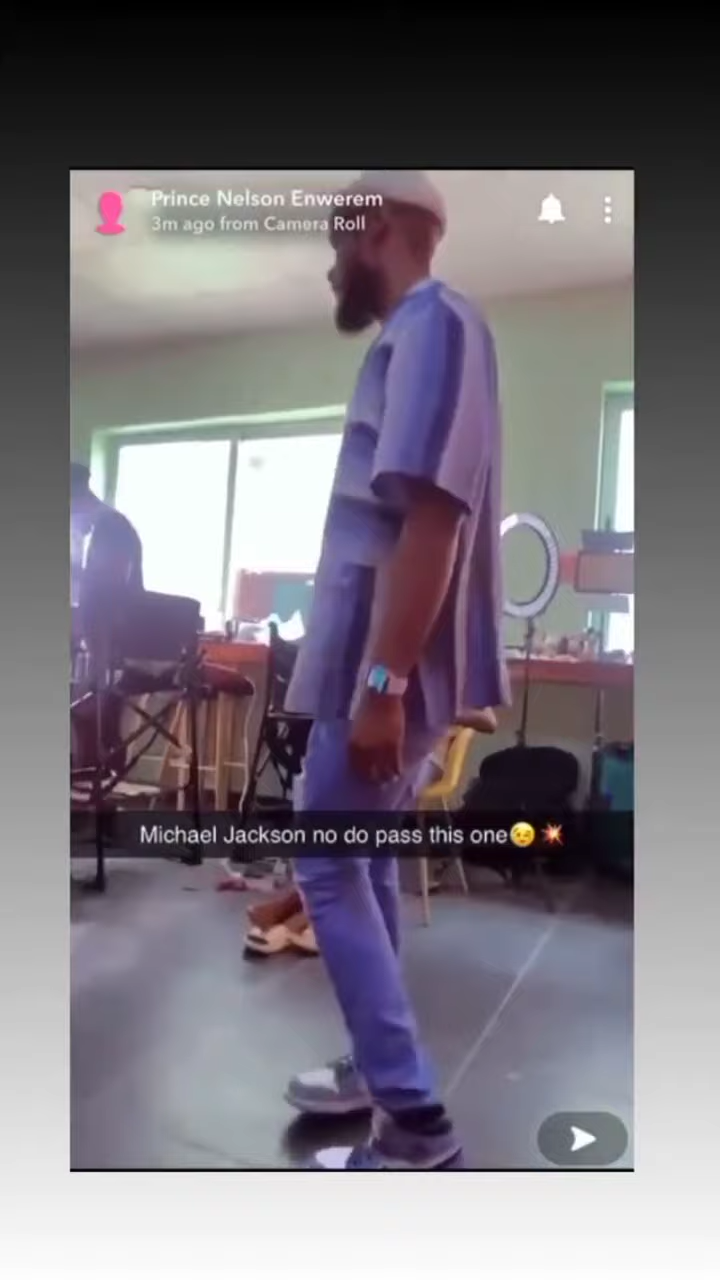 Prince Nelson Enwerem
3m ago from Camera Roll
Michael Jackson no do pass this one😉 💥